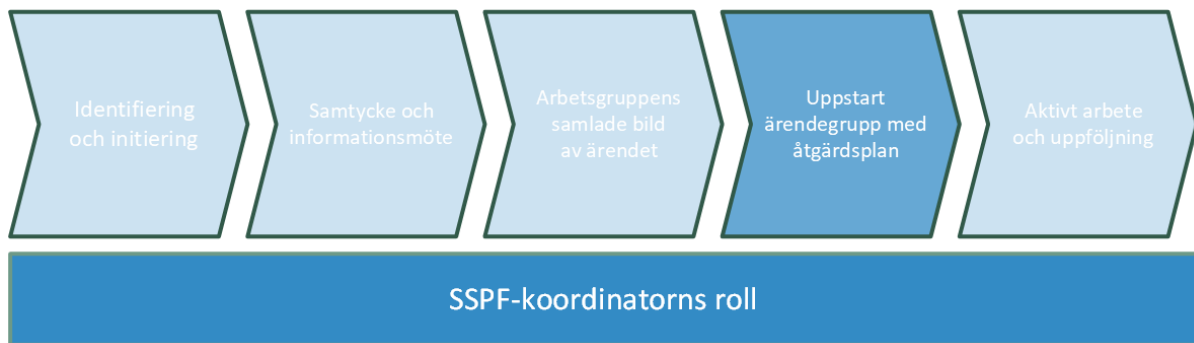 Identifiering
och initiering
Samtycke och
informationsmöte
Arbetsgruppens
samlade bild
av ärendet
Uppstart
ärendegrupp med
åtgärdsplan
Aktivt arbete
och uppföljning
SSPF-koordinatorns roll